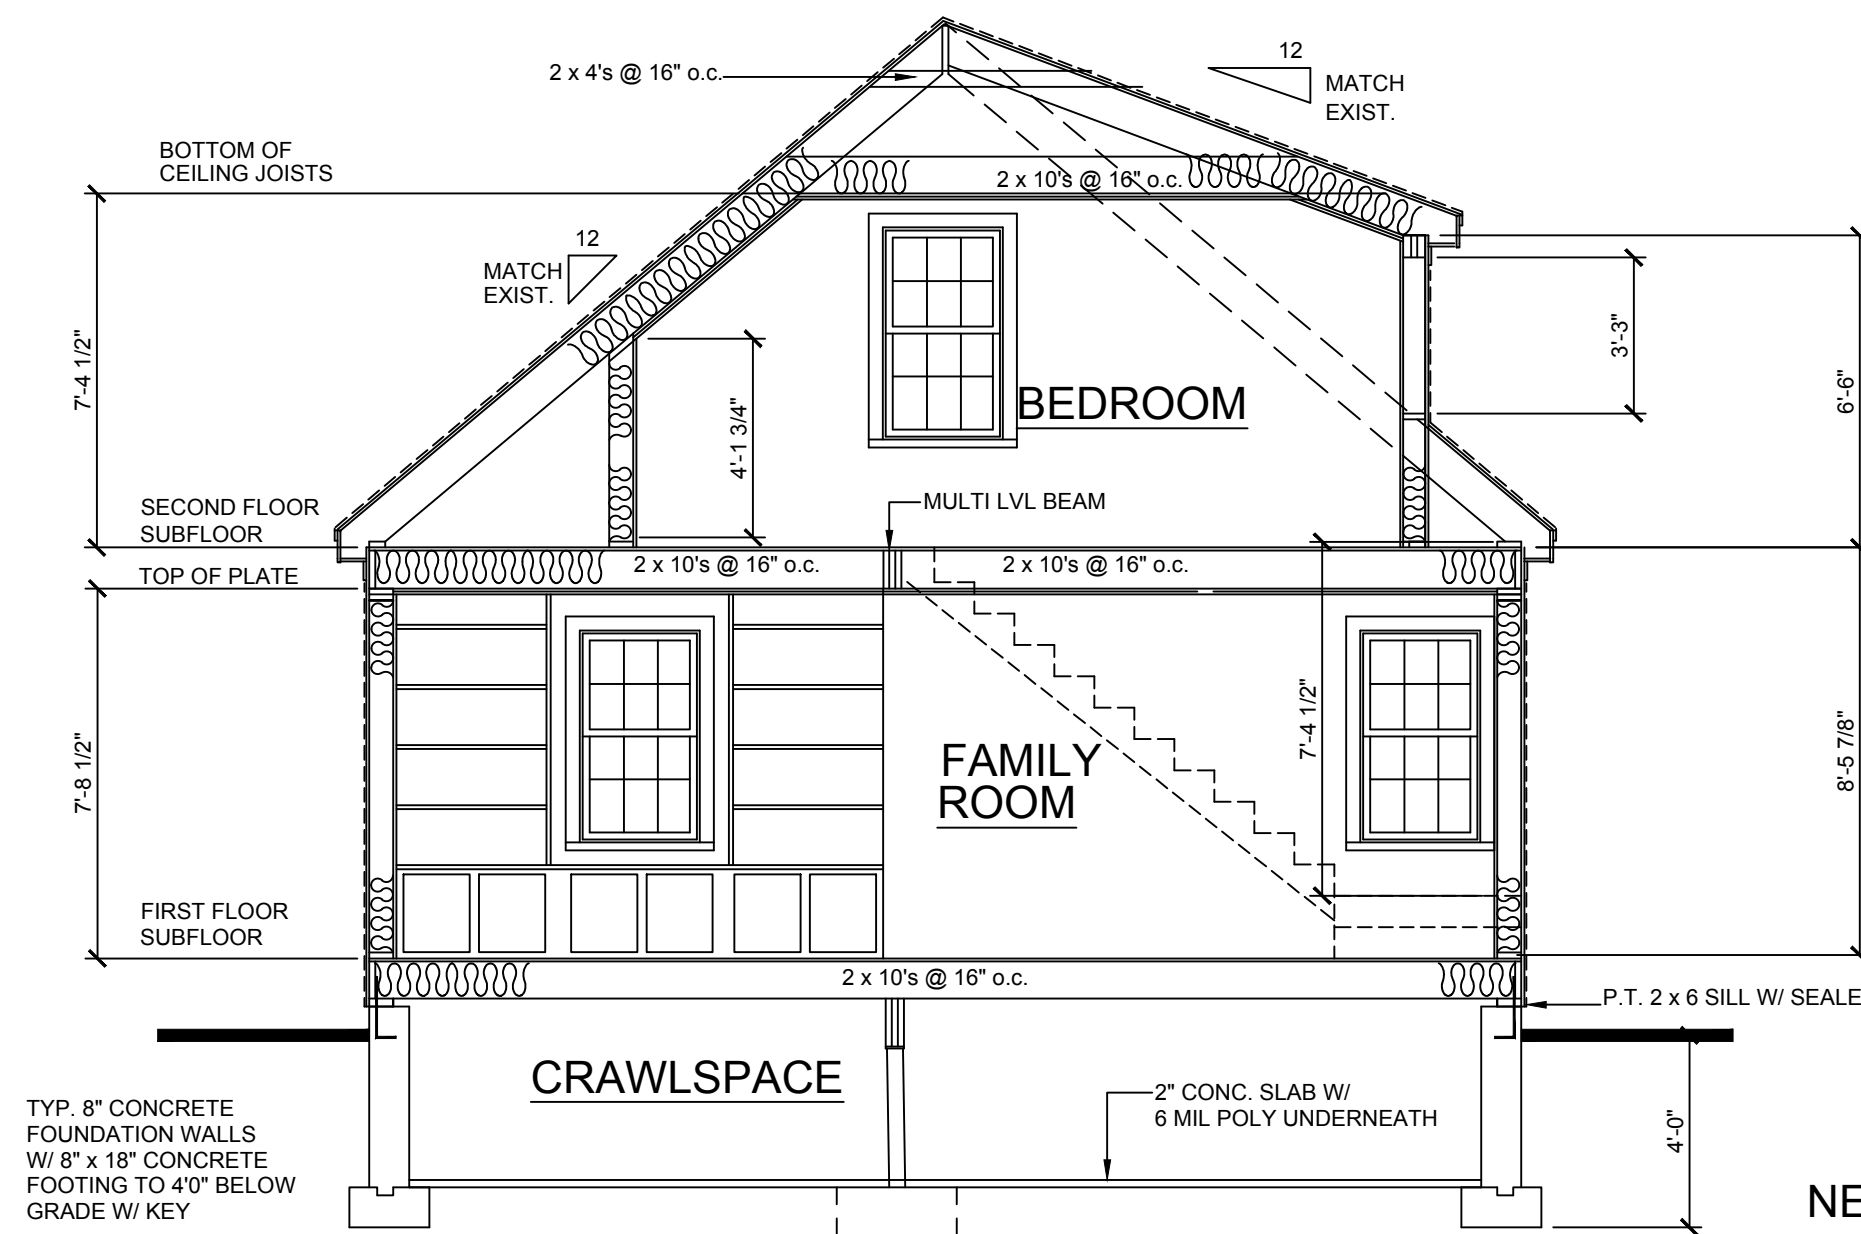 2 x 4's @ 16" o.c.
12
MATCH
EXIST.
BOTTOM OF
CEILING JOISTS
2 x 10's @ 16" o.c.
12
MATCH
EXIST.
7'-4 1/2"
4'-1 3/4"
3'-3"
6'-6"
BEDROOM
SECOND FLOOR
SUBFLOOR
MULTI LVL BEAM
TOP OF PLATE
2 x 10's @ 16" o.c.
2 x 10's @ 16" o.c.
7'-8 1/2"
FAMILY
ROOM
7'-4 1/2"
8'-5 7/8"
FIRST FLOOR
SUBFLOOR
2 x 10's @ 16" o.c.
P.T. 2 x 6 SILL W/ SEALE
CRAWLSPACE
2" CONC. SLAB W/
6 MIL POLY UNDERNEATH
4'-0"
TYP. 8" CONCRETE
FOUNDATION WALLS
W/ 8" x 18" CONCRETE
FOOTING TO 4'0" BELOW
GRADE W/ KEY
NE